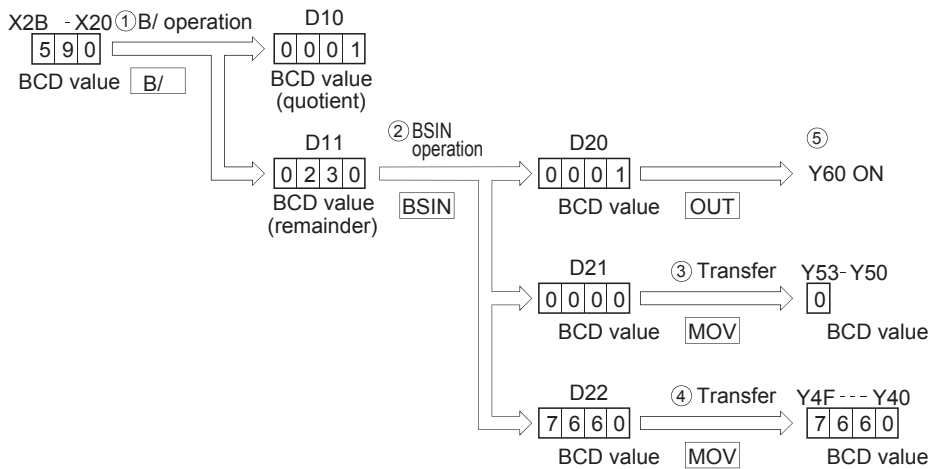 X2B - X20 ① B/ operation
5 9 0
BCD value B/
D10
0 0 0 1
BCD value
(quotient)
D11
0 2 3 0
BCD value
(remainder)
② BSIN
operation
BSIN
D20
0 0 0 1
BCD value OUT
⑤
Y60 ON
D21
0 0 0 0
BCD value
③ Transfer
MOV
Y53-Y50
0
BCD value
D22
7 6 6 0
BCD value
④ Transfer
MOV
Y4F --- Y40
7 6 6 0
BCD value